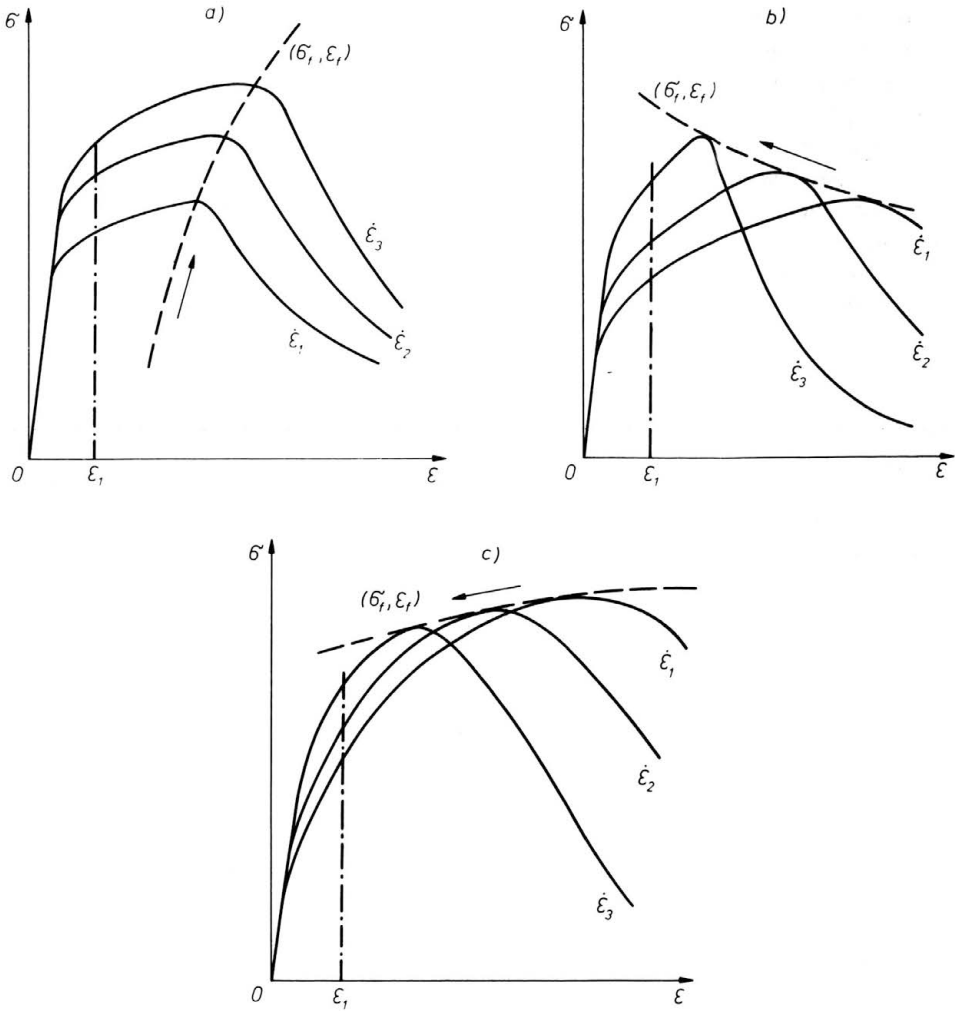 a)
б
(б_f, ε_f)
ε̇_3
ε̇_1
ε̇_2
0
ε_1
ε
b)
б
(б_f, ε_f)
ε̇_1
ε̇_2
ε̇_3
0
ε_1
ε
c)
б
(б_f, ε_f)
ε̇_1
ε̇_2
ε̇_3
0
ε_1
ε